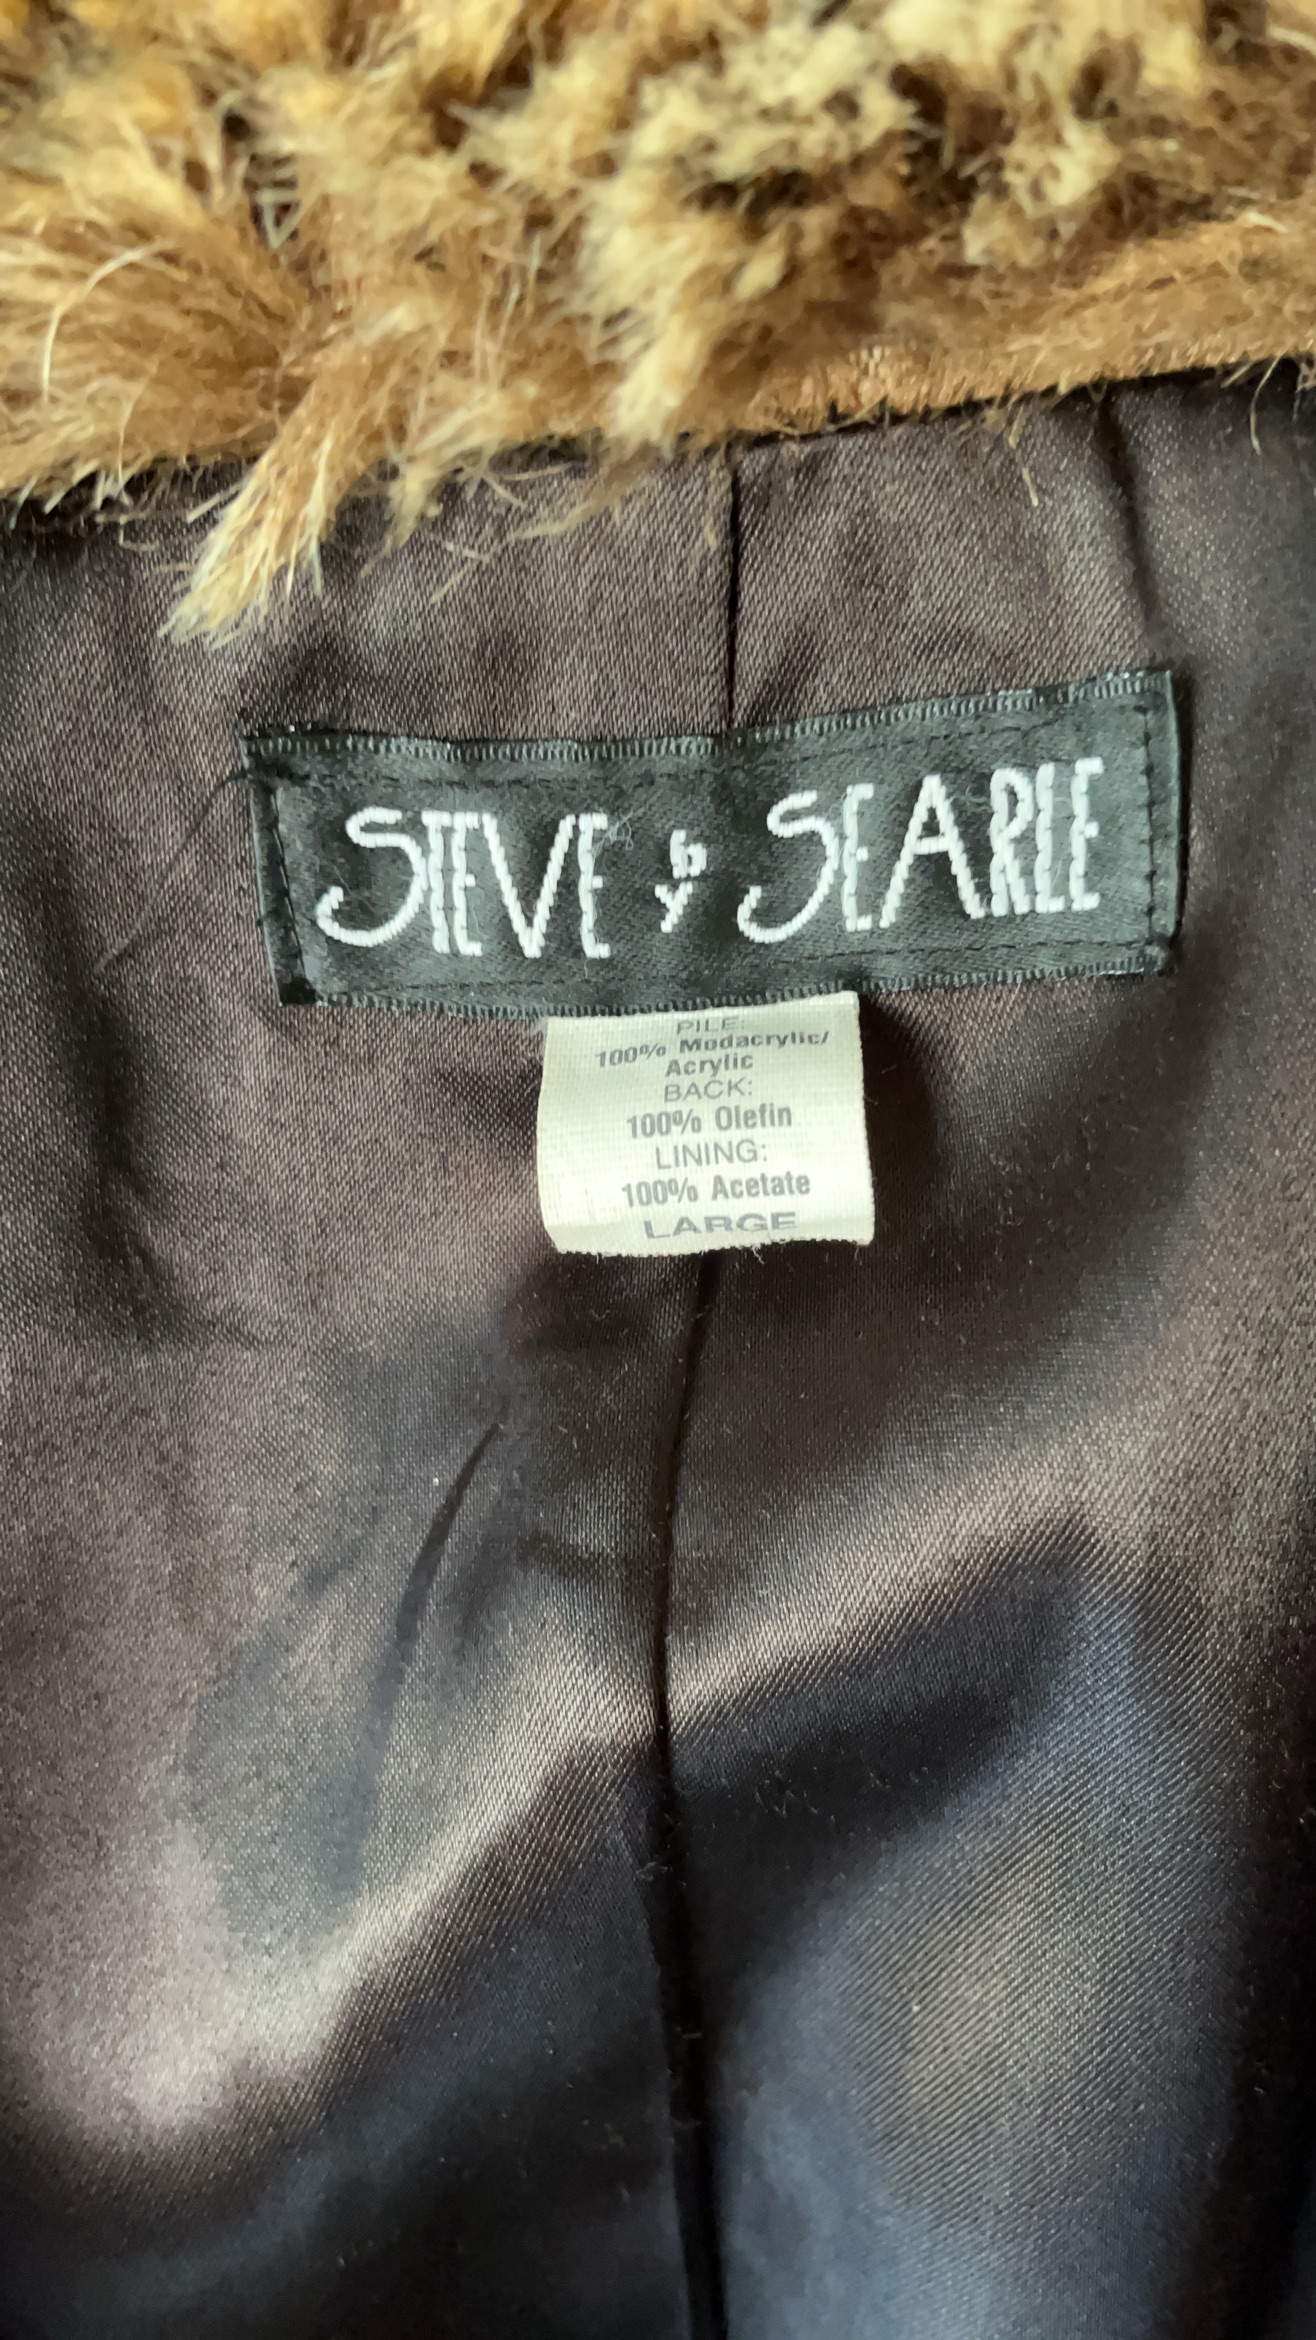 STEVE by SEARLE
PILE:
100% Modacrylic/
Acrylic
BACK:
100% Olefin
LINING:
100% Acetate
LARGE